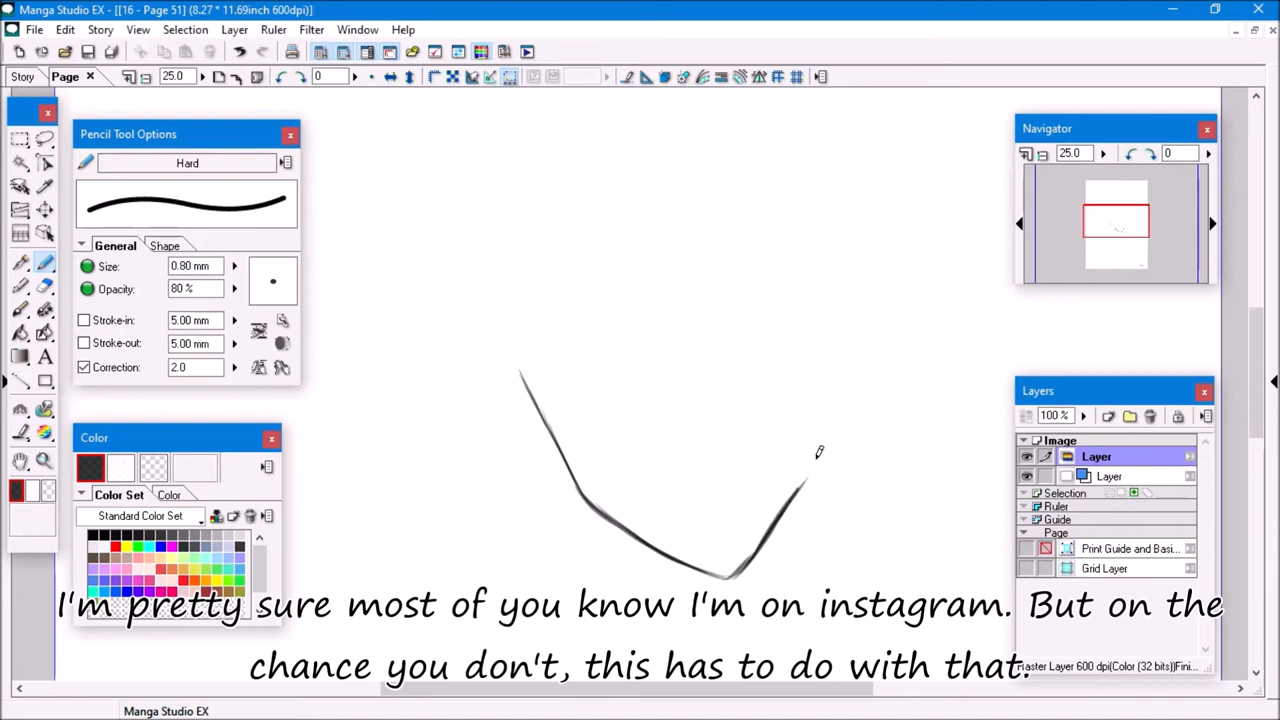 Manga Studio EX - [[16 - Page 51] (8.27 * 11.69inch 600dpi)]
File Edit Story View Selection Layer Ruler Filter Window Help
Story Page 25.0 0
Pencil Tool Options
Hard
General Shape
Size: 0.80 mm
Opacity: 80 %
Stroke-in: 5.00 mm
Stroke-out: 5.00 mm
Correction: 2.0
Color
Color Set Color
Standard Color Set
Navigator
25.0 0
Layers
100 %
Image
Layer
Layer
Selection
Ruler
Guide
Page
Print Guide and Basi...
Grid Layer
Raster Layer 600 dpi(Color (32 bits))Fini...
I'm pretty sure most of you know I'm on instagram. But on the
chance you don't, this has to do with that.
Manga Studio EX